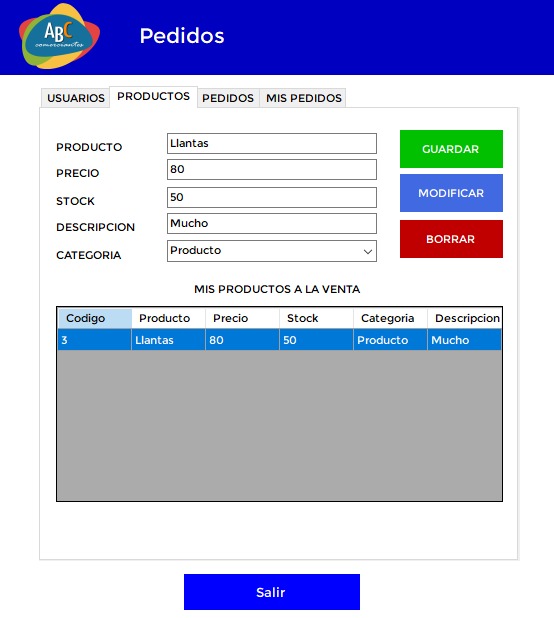 ABC
comerciantes
Pedidos
USUARIOS PRODUCTOS PEDIDOS MIS PEDIDOS
PRODUCTO Llantas GUARDAR
PRECIO 80
STOCK 50 MODIFICAR
DESCRIPCION Mucho
CATEGORIA Producto BORRAR
MIS PRODUCTOS A LA VENTA
Codigo Producto Precio Stock Categoria Descripcion
3 Llantas 80 50 Producto Mucho
Salir